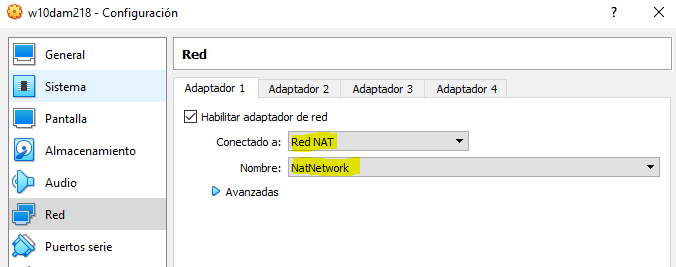 w10dam218 - Configuración
? ×
General
Sistema
Pantalla
Almacenamiento
Audio
Red
Puertos serie
Red
Adaptador 1 Adaptador 2 Adaptador 3 Adaptador 4
Habilitar adaptador de red
Conectado a: Red NAT
Nombre: NatNetwork
Avanzadas